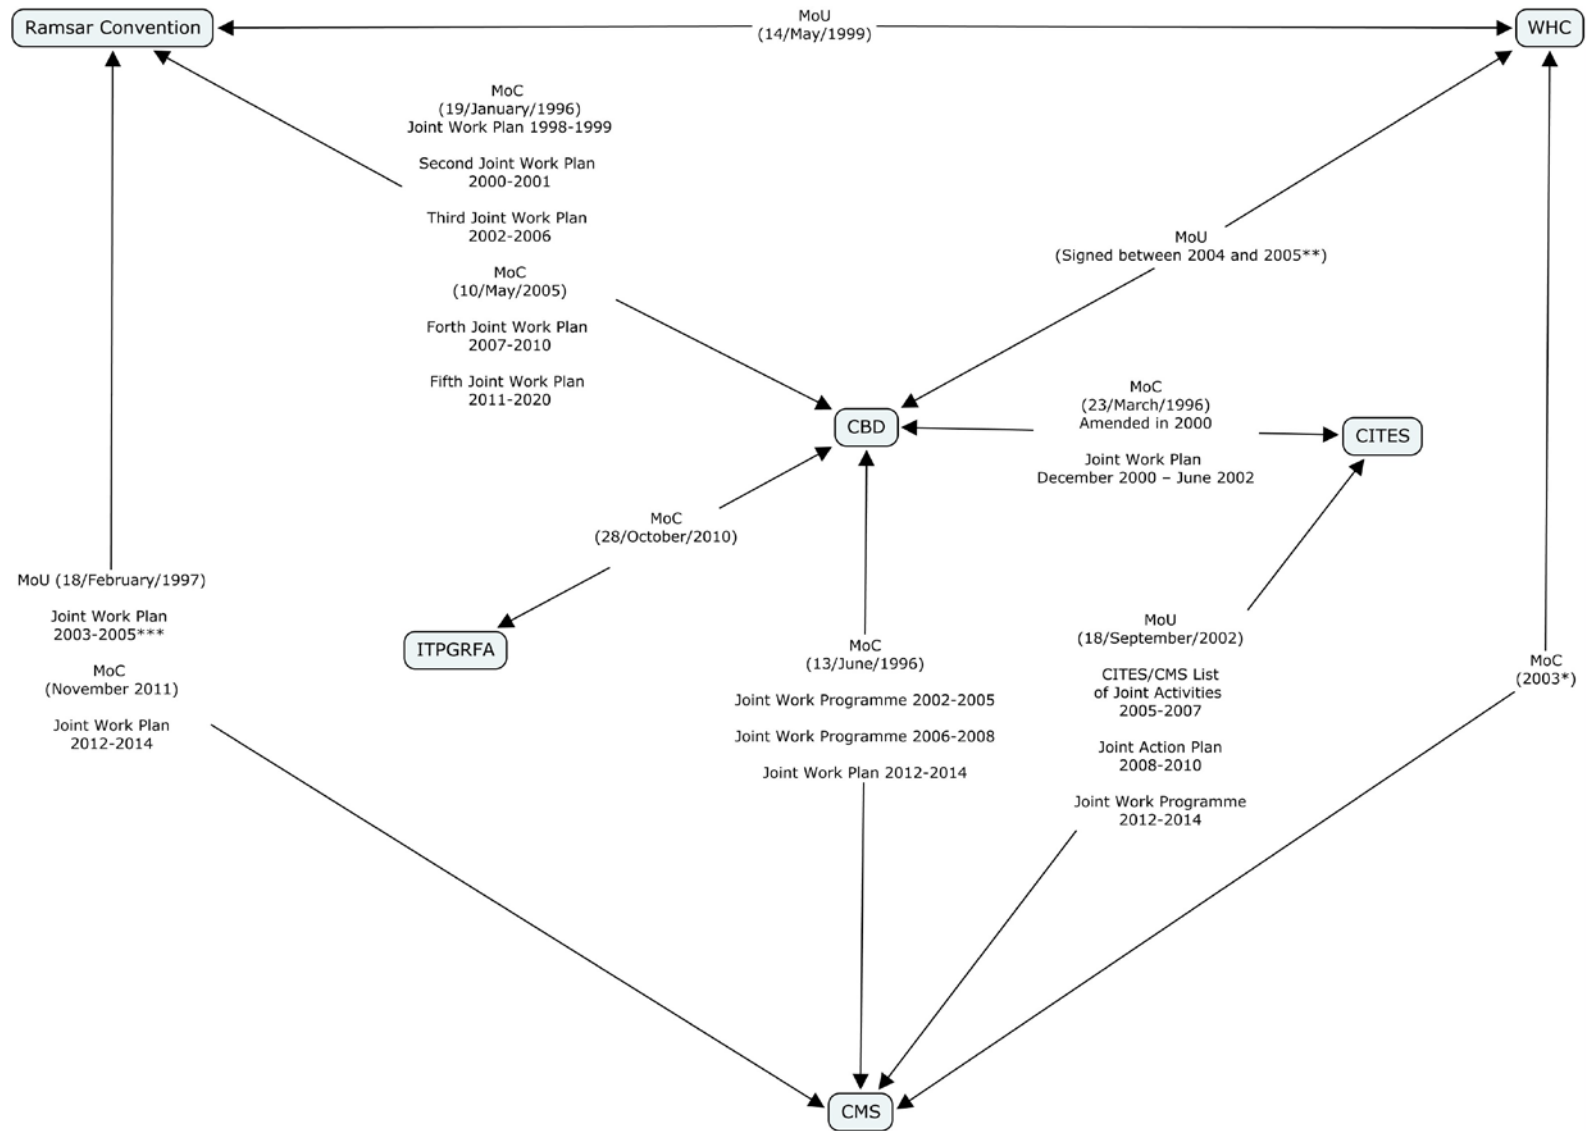 Ramsar Convention
MoU
(14/May/1999)
WHC
MoC
(19/January/1996)
Joint Work Plan 1998-1999
Second Joint Work Plan
2000-2001
Third Joint Work Plan
2002-2006
MoC
(10/May/2005)
Forth Joint Work Plan
2007-2010
Fifth Joint Work Plan
2011-2020
MoU
(Signed between 2004 and 2005**)
CBD
MoC
(23/March/1996)
Amended in 2000
Joint Work Plan
December 2000 – June 2002
CITES
MoC
(28/October/2010)
ITPGRFA
MoU (18/February/1997)
Joint Work Plan
2003-2005***
MoC
(November 2011)
Joint Work Plan
2012-2014
MoC
(13/June/1996)
Joint Work Programme 2002-2005
Joint Work Programme 2006-2008
Joint Work Plan 2012-2014
MoU
(18/September/2002)
CITES/CMS List
of Joint Activities
2005-2007
Joint Action Plan
2008-2010
Joint Work Programme
2012-2014
MoC
(2003*)
CMS